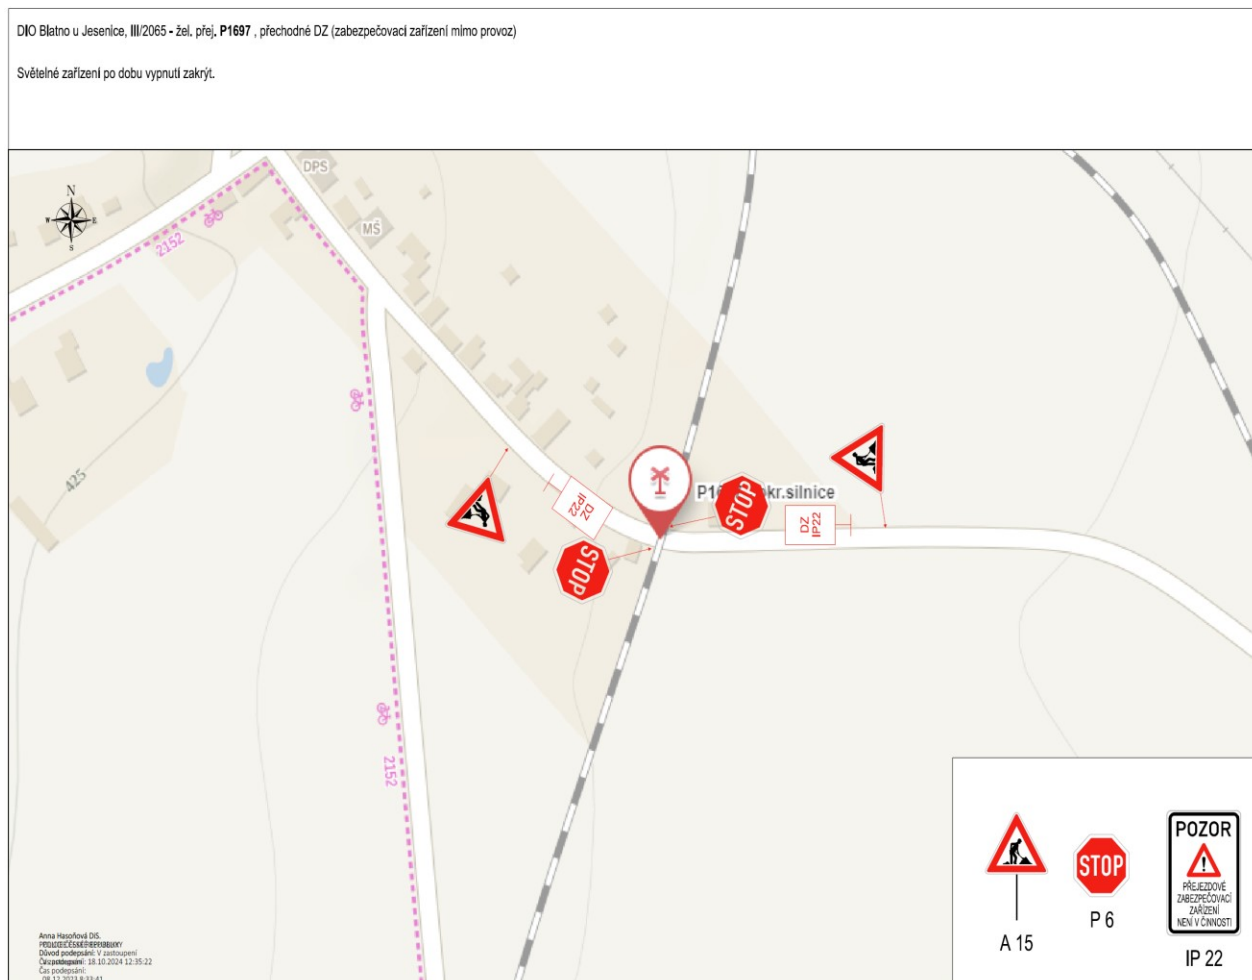 DIO Blatno u Jesenice, III/2065 - žel. přej. P1697 , přechodné DZ (zabezpečovací zařízení mimo provoz)
Světelné zařízení po dobu vypnutí zakrýt.
DPS
N
W
E
S
MŠ
2152
425
DZ
IP22
STOP
STOP
kr.silnice
DZ
IP22
2152
POZOR
!
PŘEJEZDOVÉ
ZABEZPEČOVACÍ
ZAŘÍZENÍ
NENÍ V ČINNOSTI
STOP
A 15
P 6
IP 22
Anna Hasoňová DiS.
Důvod podepsání: V zastoupení
18.10.2024 12:35:22
Čas podepsání: